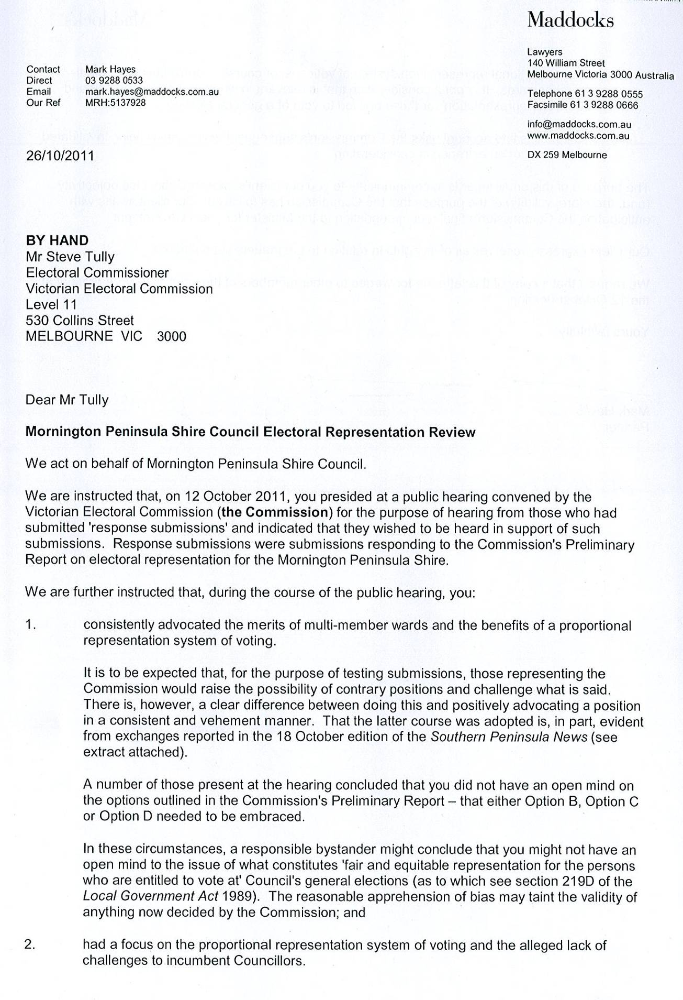 Maddocks
Lawyers
140 William Street
Melbourne Victoria 3000 Australia
Telephone 61 3 9288 0555
Facsimile 61 3 9288 0666
info@maddocks.com.au
www.maddocks.com.au
DX 259 Melbourne
Contact Mark Hayes
Direct 03 9288 0533
Email mark.hayes@maddocks.com.au
Our Ref MRH:5137928
26/10/2011
BY HAND
Mr Steve Tully
Electoral Commissioner
Victorian Electoral Commission
Level 11
530 Collins Street
MELBOURNE VIC 3000
Dear Mr Tully
Mornington Peninsula Shire Council Electoral Representation Review
We act on behalf of Mornington Peninsula Shire Council.
We are instructed that, on 12 October 2011, you presided at a public hearing convened by the
Victorian Electoral Commission (the Commission) for the purpose of hearing from those who had
submitted 'response submissions' and indicated that they wished to be heard in support of such
submissions. Response submissions were submissions responding to the Commission's Preliminary
Report on electoral representation for the Mornington Peninsula Shire.
We are further instructed that, during the course of the public hearing, you:
1. consistently advocated the merits of multi-member wards and the benefits of a proportional
representation system of voting.
It is to be expected that, for the purpose of testing submissions, those representing the
Commission would raise the possibility of contrary positions and challenge what is said.
There is, however, a clear difference between doing this and positively advocating a position
in a consistent and vehement manner. That the latter course was adopted is, in part, evident
from exchanges reported in the 18 October edition of the Southern Peninsula News (see
extract attached).
A number of those present at the hearing concluded that you did not have an open mind on
the options outlined in the Commission's Preliminary Report – that either Option B, Option C
or Option D needed to be embraced.
In these circumstances, a responsible bystander might conclude that you might not have an
open mind to the issue of what constitutes 'fair and equitable representation for the persons
who are entitled to vote at' Council's general elections (as to which see section 219D of the
Local Government Act 1989). The reasonable apprehension of bias may taint the validity of
anything now decided by the Commission; and
2. had a focus on the proportional representation system of voting and the alleged lack of
challenges to incumbent Councillors.